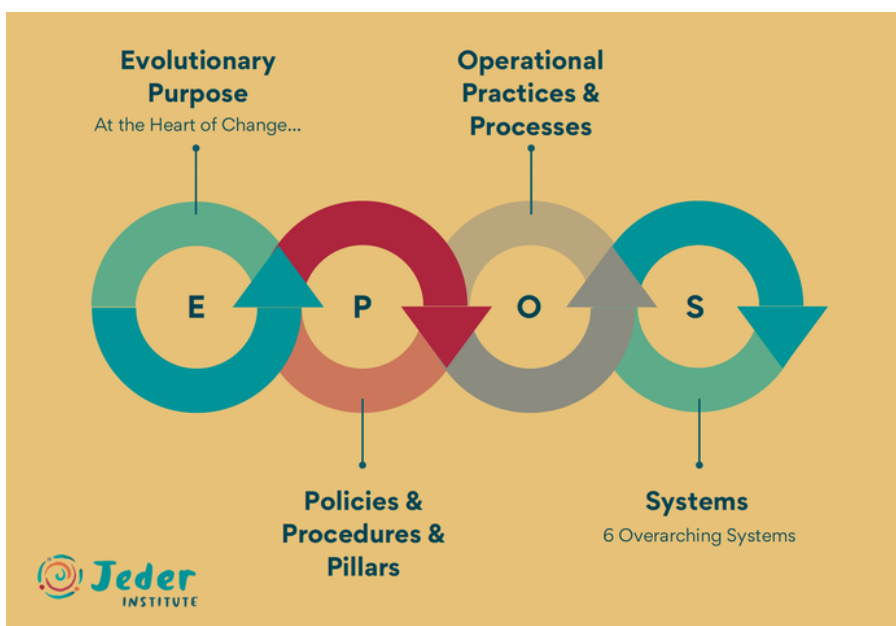 Evolutionary
Purpose
At the Heart of Change...
Operational
Practices &
Processes
E
P
O
S
Policies &
Procedures &
Pillars
Systems
6 Overarching Systems
Jeder
INSTITUTE